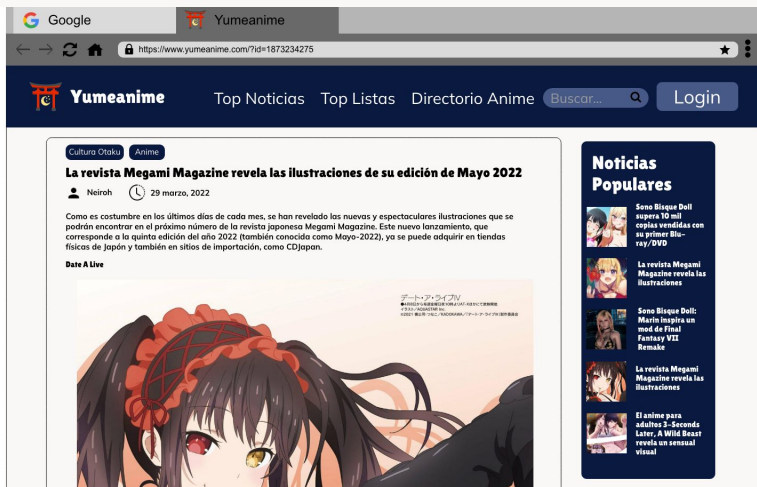 Google
Yumeanime
https://www.yumeanime.com/?id=1873234275
Yumeanime
Top Noticias
Top Listas
Directorio Anime
Buscar...
Login
Cultura Otaku
Anime
La revista Megami Magazine revela las ilustraciones de su edición de Mayo 2022
Neiroh
29 marzo, 2022
Como es costumbre en los últimos días de cada mes, se han revelado las nuevas y espectaculares ilustraciones que se
podrán encontrar en el próximo número de la revista japonesa Megami Magazine. Este nuevo lanzamiento, que
corresponde a la quinta edición del año 2022 (también conocida como Mayo-2022), ya se puede adquirir en tiendas
físicas de Japón y también en sitios de importación, como CDJapan.
Date A Live
デート・ア・ライブIV
Noticias
Populares
Sono Bisque Doll
supera 10 mil
copias vendidas con
su primer Blu-
ray/DVD
La revista Megami
Magazine revela las
ilustraciones
Sono Bisque Doll:
Marin inspira un
mod de Final
Fantasy VII
Remake
La revista Megami
Magazine revela las
ilustraciones
El anime para
adultos 3-Seconds
Later, A Wild Beast
revela un sensual
visual